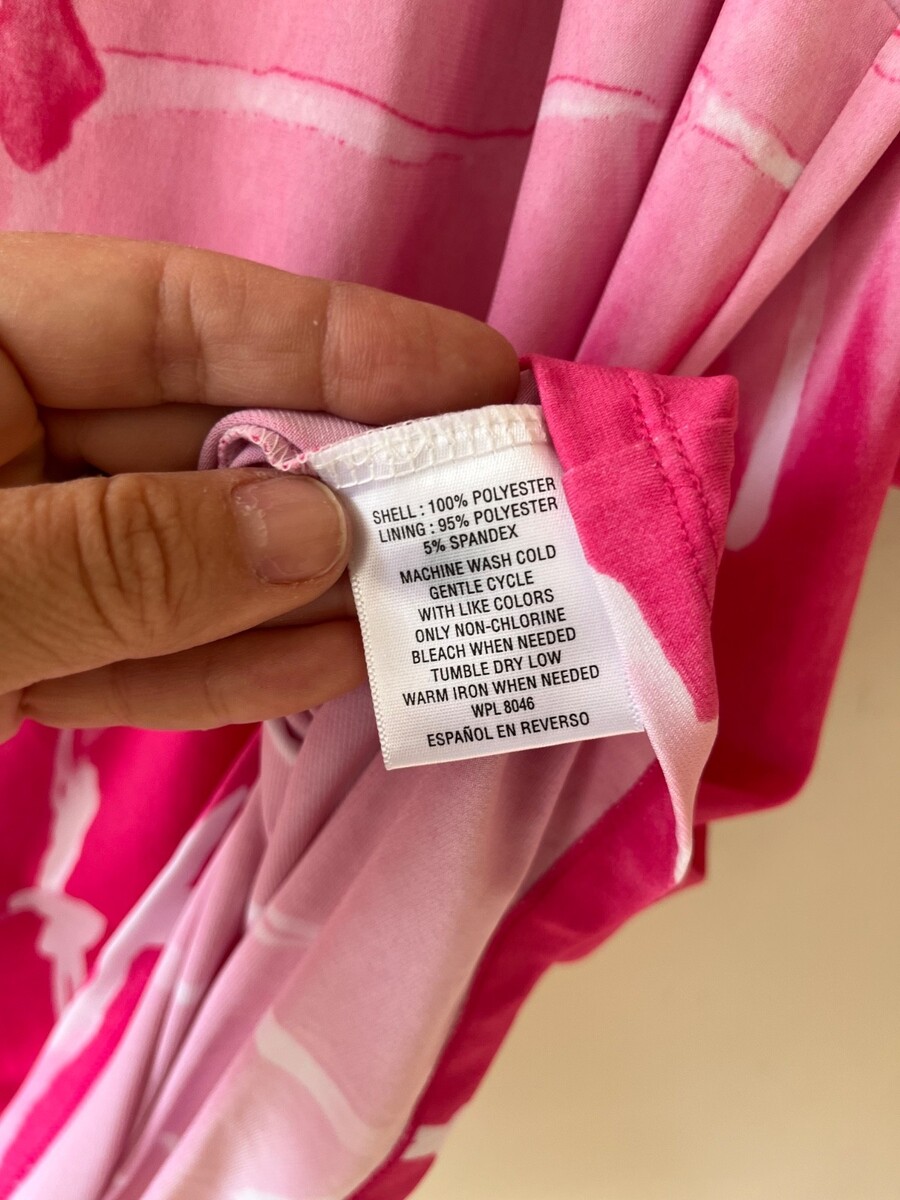 SHELL : 100% POLYESTER
LINING : 95% POLYESTER
5% SPANDEX
MACHINE WASH COLD
GENTLE CYCLE
WITH LIKE COLORS
ONLY NON-CHLORINE
BLEACH WHEN NEEDED
TUMBLE DRY LOW
WARM IRON WHEN NEEDED
WPL 8046
ESPAÑOL EN REVERSO